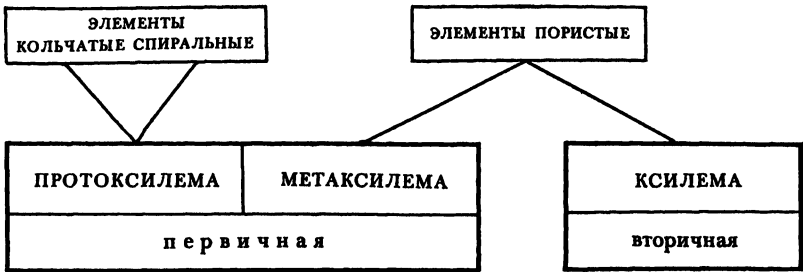 ЭЛЕМЕНТЫ
КОЛЬЧАТЫЕ СПИРАЛЬНЫЕ
ЭЛЕМЕНТЫ ПОРИСТЫЕ
ПРОТОКСИЛЕМА
МЕТАКСИЛЕМА
КСИЛЕМА
первичная
вторичная